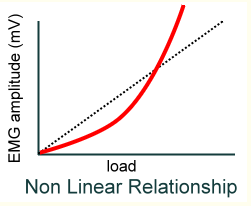 EMG amplitude (mV)
load
Non Linear Relationship